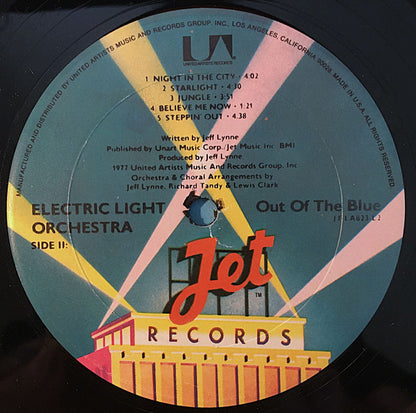 MANUFACTURED AND DISTRIBUTED BY UNITED ARTISTS MUSIC AND RECORDS GROUP, INC., LOS ANGELES, CALIFORNIA 90028. MADE IN U.S.A. ALL RIGHTS RESERVED.
UA
UNITED ARTISTS RECORDS
1 NIGHT IN THE CITY • 4:02
2 STARLIGHT • 4:30
3 JUNGLE • 3:51
4 BELIEVE ME NOW • 1:21
5 STEPPIN' OUT • 4:38
Written by Jeff Lynne
Published by Unart Music Corp./Jet Music Inc. BMI
Produced by Jeff Lynne
1977 United Artists Music And Records Group, Inc.
Orchestra & Choral Arrangements by
Jeff Lynne, Richard Tandy & Lewis Clark
ELECTRIC LIGHT
ORCHESTRA
SIDE II:
Out Of The Blue
Jet
TM
RECORDS